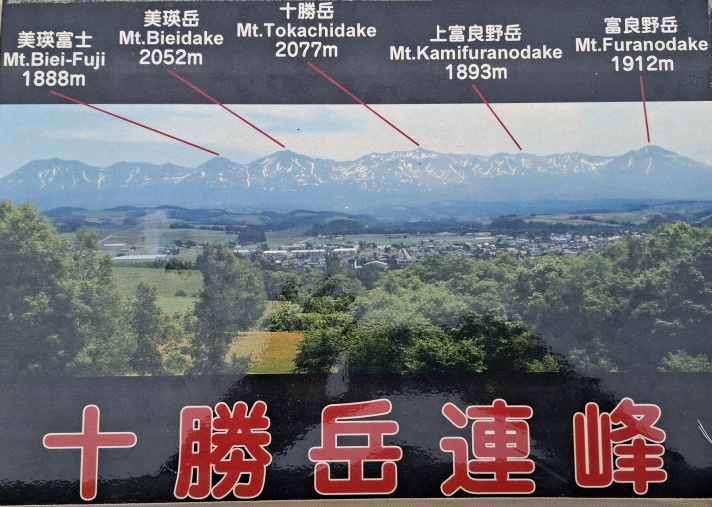 美瑛富士
Mt.Biei-Fuji
1888m
美瑛岳
Mt.Bieidake
2052m
十勝岳
Mt.Tokachidake
2077m
上富良野岳
Mt.Kamifuranodake
1893m
富良野岳
Mt.Furanodake
1912m
十勝岳連峰